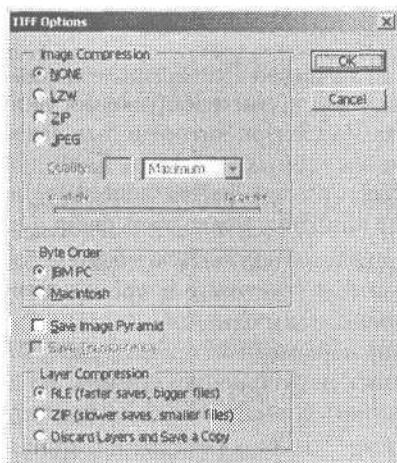 TIFF Options
Image Compression
NONE
LZW
ZIP
JPEG
Quality:
Maximum
OK
Cancel
Byte Order
IBM PC
Macintosh
Save Image Pyramid
Save Transparency
Layer Compression
RLE (faster saves, bigger files)
ZIP (slower saves, smaller files)
Discard Layers and Save a Copy